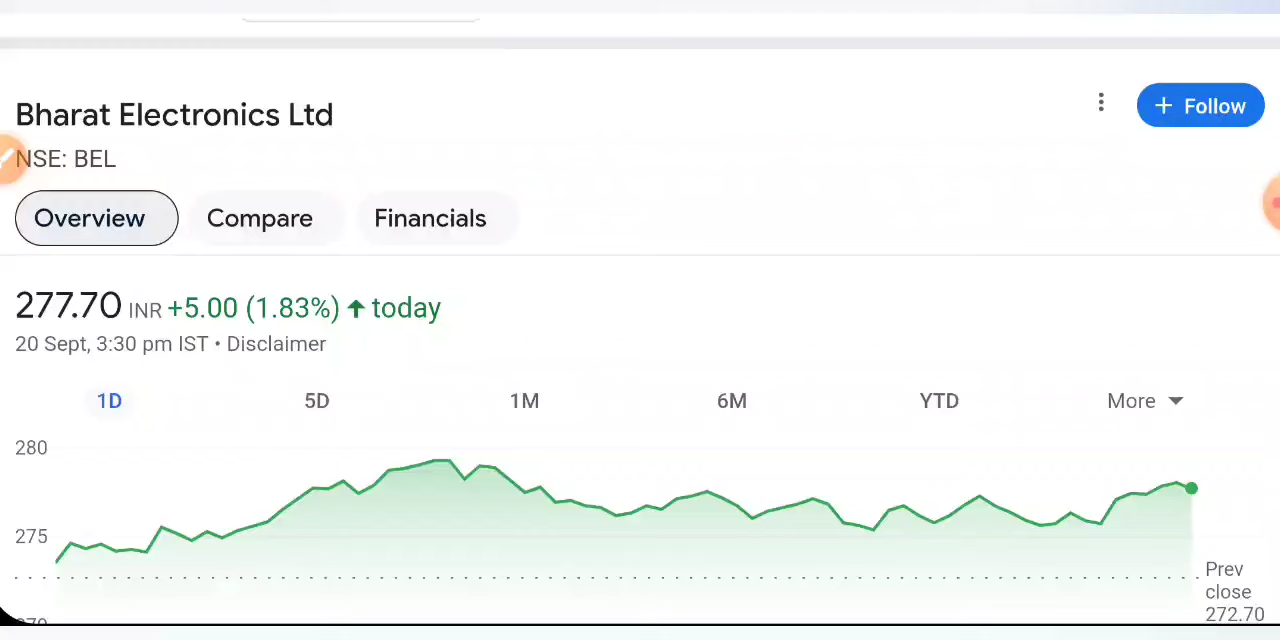 Bharat Electronics Ltd
+ Follow
NSE: BEL
Overview
Compare
Financials
277.70 INR +5.00 (1.83%) ↑ today
20 Sept, 3:30 pm IST • Disclaimer
1D 5D 1M 6M YTD More
280
275
Prev
close
272.70